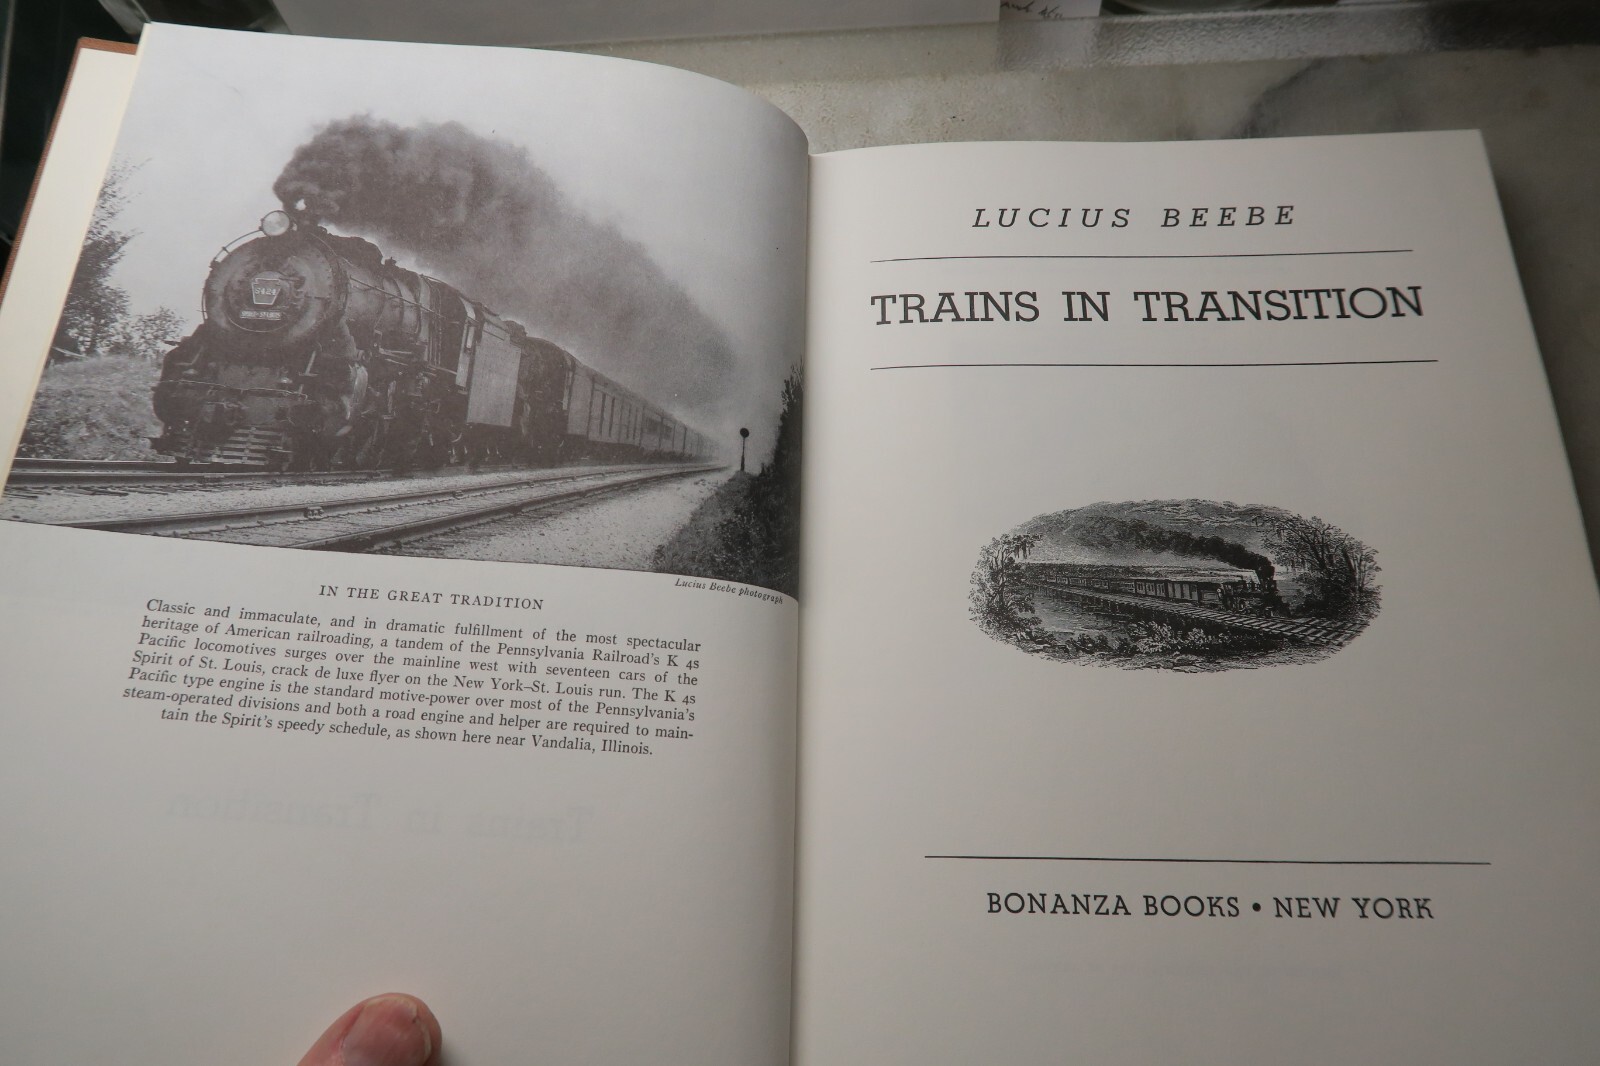 Lucius Beebe photograph
IN THE GREAT TRADITION
Classic and immaculate, and in dramatic fulfillment of the most spectacular
heritage of American railroading, a tandem of the Pennsylvania Railroad's K 4s
Pacific locomotives surges over the mainline west with seventeen cars of the
Spirit of St. Louis, crack de luxe flyer on the New York–St. Louis run. The K 4s
Pacific type engine is the standard motive-power over most of the Pennsylvania's
steam-operated divisions and both a road engine and helper are required to main-
tain the Spirit's speedy schedule, as shown here near Vandalia, Illinois.
LUCIUS BEEBE
TRAINS IN TRANSITION
BONANZA BOOKS • NEW YORK